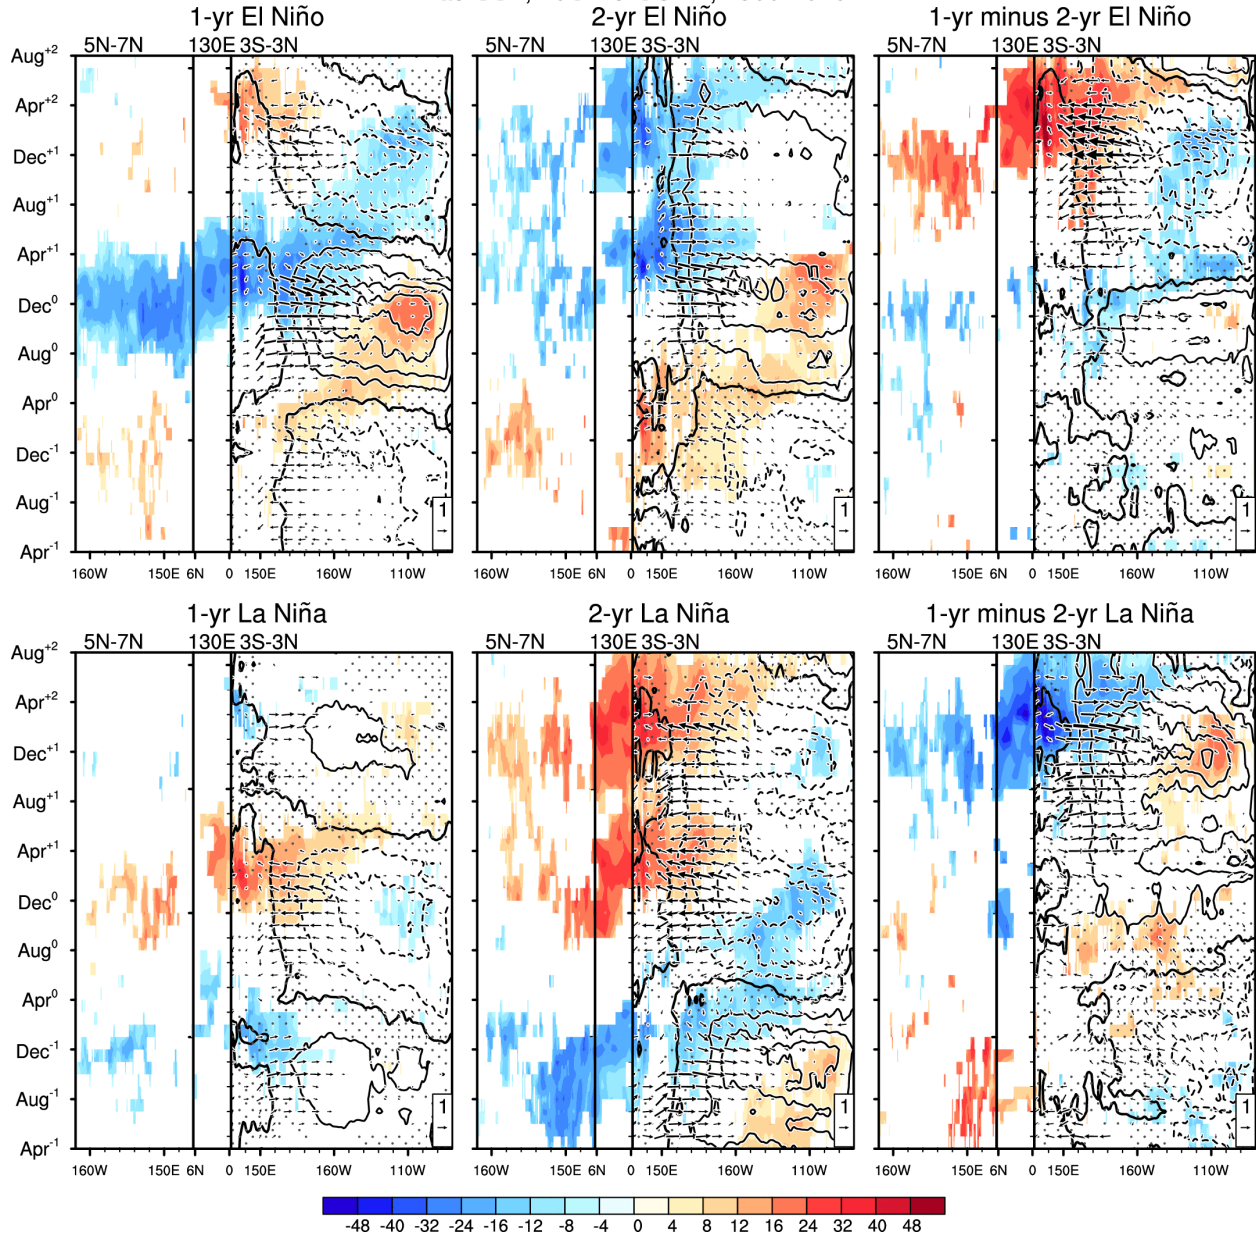 1-yr El Niño 2-yr El Niño 1-yr minus 2-yr El Niño
5N-7N 130E 3S-3N 5N-7N 130E 3S-3N 5N-7N 130E 3S-3N
Aug+2
Apr+2
Dec+1
Aug+1
Apr+1
Dec0
Aug0
Apr0
Dec-1
Aug-1
Apr-1
1 1 1
160W 150E 6N 0 150E 160W 110W 160W 150E 6N 0 150E 160W 110W 160W 150E 6N 0 150E 160W 110W
1-yr La Niña 2-yr La Niña 1-yr minus 2-yr La Niña
5N-7N 130E 3S-3N 5N-7N 130E 3S-3N 5N-7N 130E 3S-3N
Aug+2
Apr+2
Dec+1
Aug+1
Apr+1
Dec0
Aug0
Apr0
Dec-1
Aug-1
Apr-1
1 1 1
160W 150E 6N 0 150E 160W 110W 160W 150E 6N 0 150E 160W 110W 160W 150E 6N 0 150E 160W 110W
-48 -40 -32 -24 -16 -12 -8 -4 0 4 8 12 16 24 32 40 48